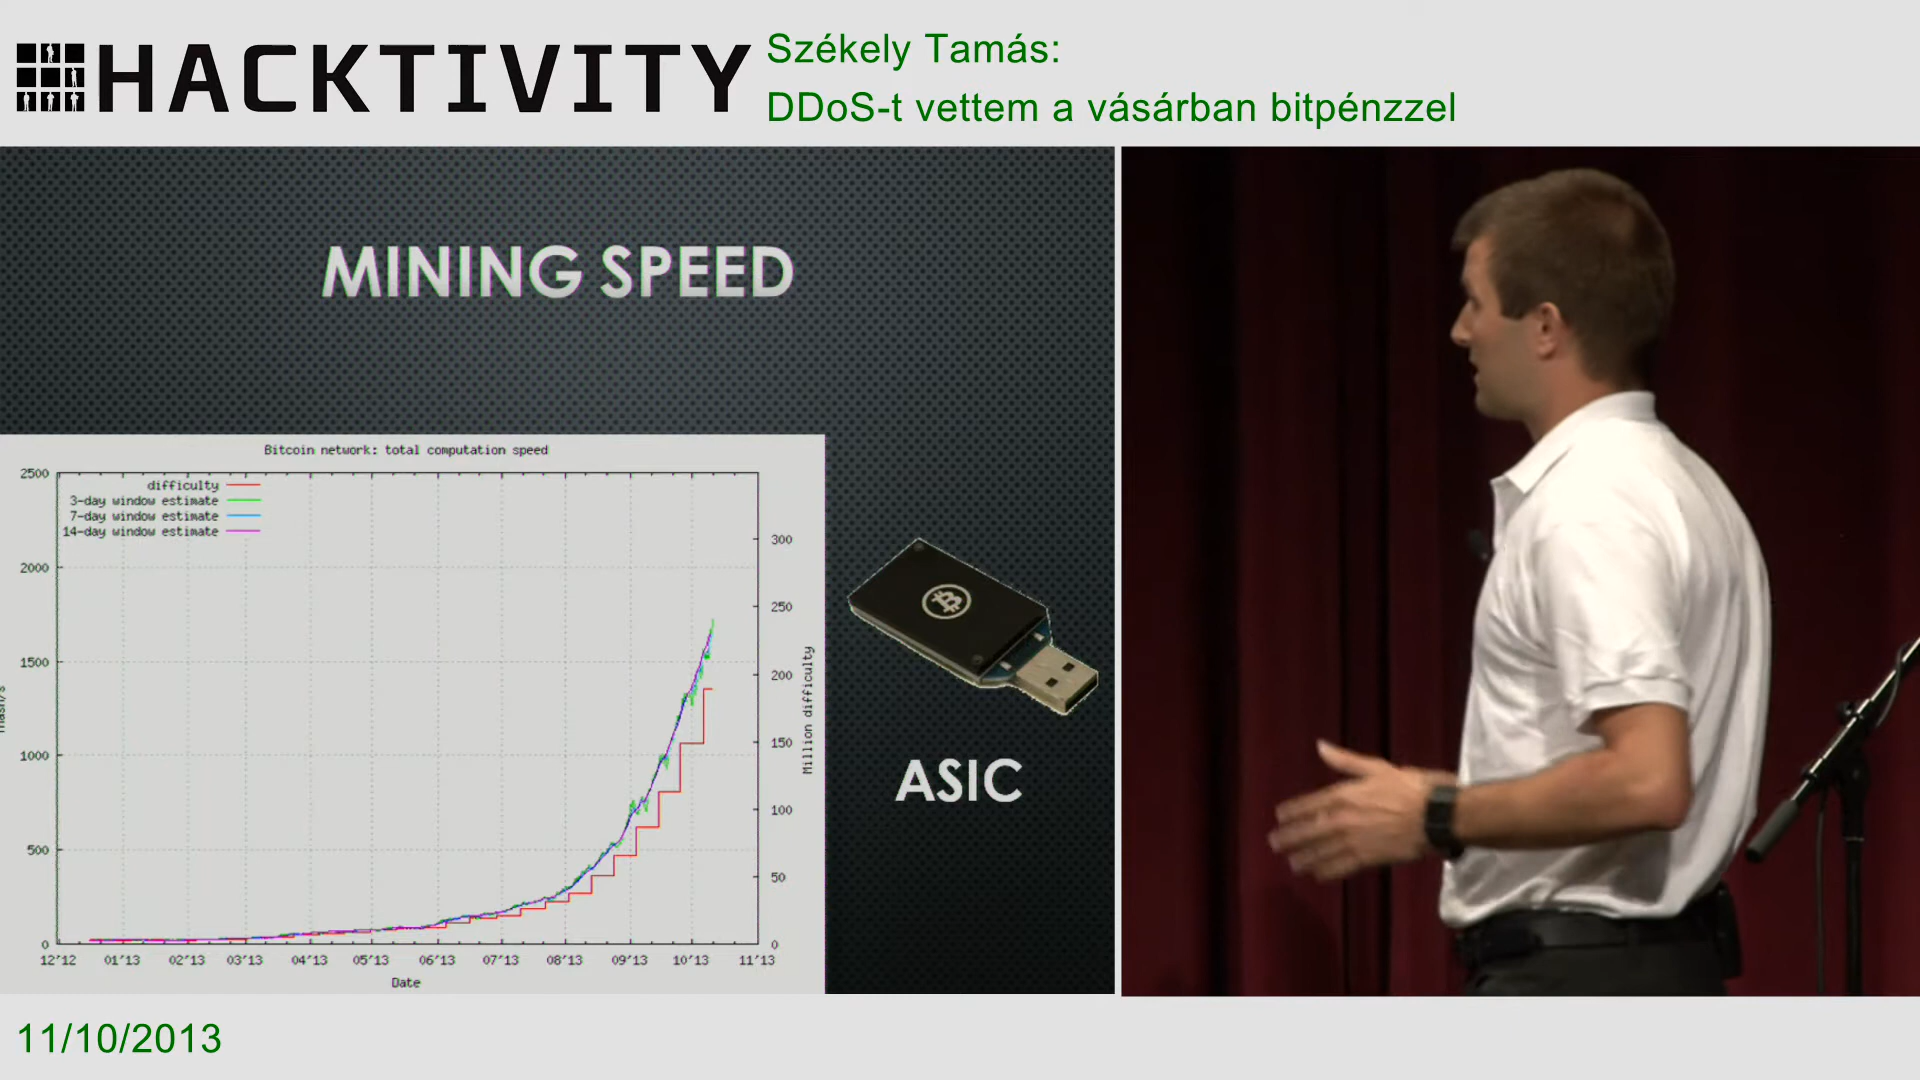 HACKTIVITY
Székely Tamás:
DDoS-t vettem a vásárban bitpénzzel
MINING SPEED
Bitcoin network: total computation speed
difficulty
3-day window estimate
7-day window estimate
14-day window estimate
2500
2000
1500
1000
500
0
300
250
200
150
100
50
0
Million difficulty
12'12 01'13 02'13 03'13 04'13 05'13 06'13 07'13 08'13 09'13 10'13 11'13
Date
ASIC
11/10/2013